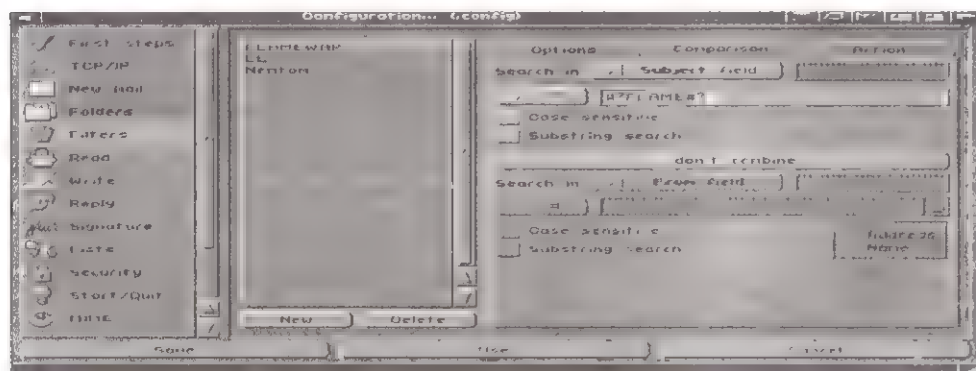 Configuration... (.config)
First steps
TCP/IP
New mail
Folders
Filters
Read
Write
Reply
Signature
Lists
Security
Start/Quit
MIME
FLAMEWAR
Options
Comparison
Action
Search in
Subject field
#?FLAME#?
Case sensitive
Substring search
don't combine
Search in
From field
Case sensitive
Substring search
Address
Name
New
Delete
Save
Use
Cancel